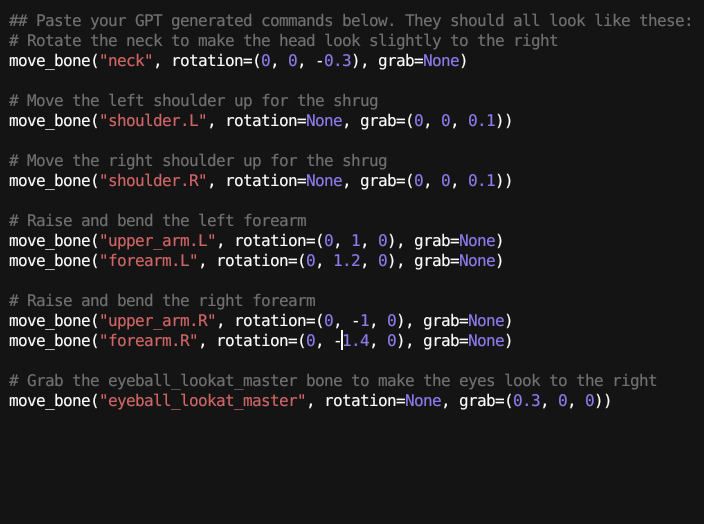 ## Paste your GPT generated commands below. They should all look like these:
# Rotate the neck to make the head look slightly to the right
move_bone("neck", rotation=(0, 0, -0.3), grab=None)
# Move the left shoulder up for the shrug
move_bone("shoulder.L", rotation=None, grab=(0, 0, 0.1))
# Move the right shoulder up for the shrug
move_bone("shoulder.R", rotation=None, grab=(0, 0, 0.1))
# Raise and bend the left forearm
move_bone("upper_arm.L", rotation=(0, 1, 0), grab=None)
move_bone("forearm.L", rotation=(0, 1.2, 0), grab=None)
# Raise and bend the right forearm
move_bone("upper_arm.R", rotation=(0, -1, 0), grab=None)
move_bone("forearm.R", rotation=(0, -1.4, 0), grab=None)
# Grab the eyeball_lookat_master bone to make the eyes look to the right
move_bone("eyeball_lookat_master", rotation=None, grab=(0.3, 0, 0))